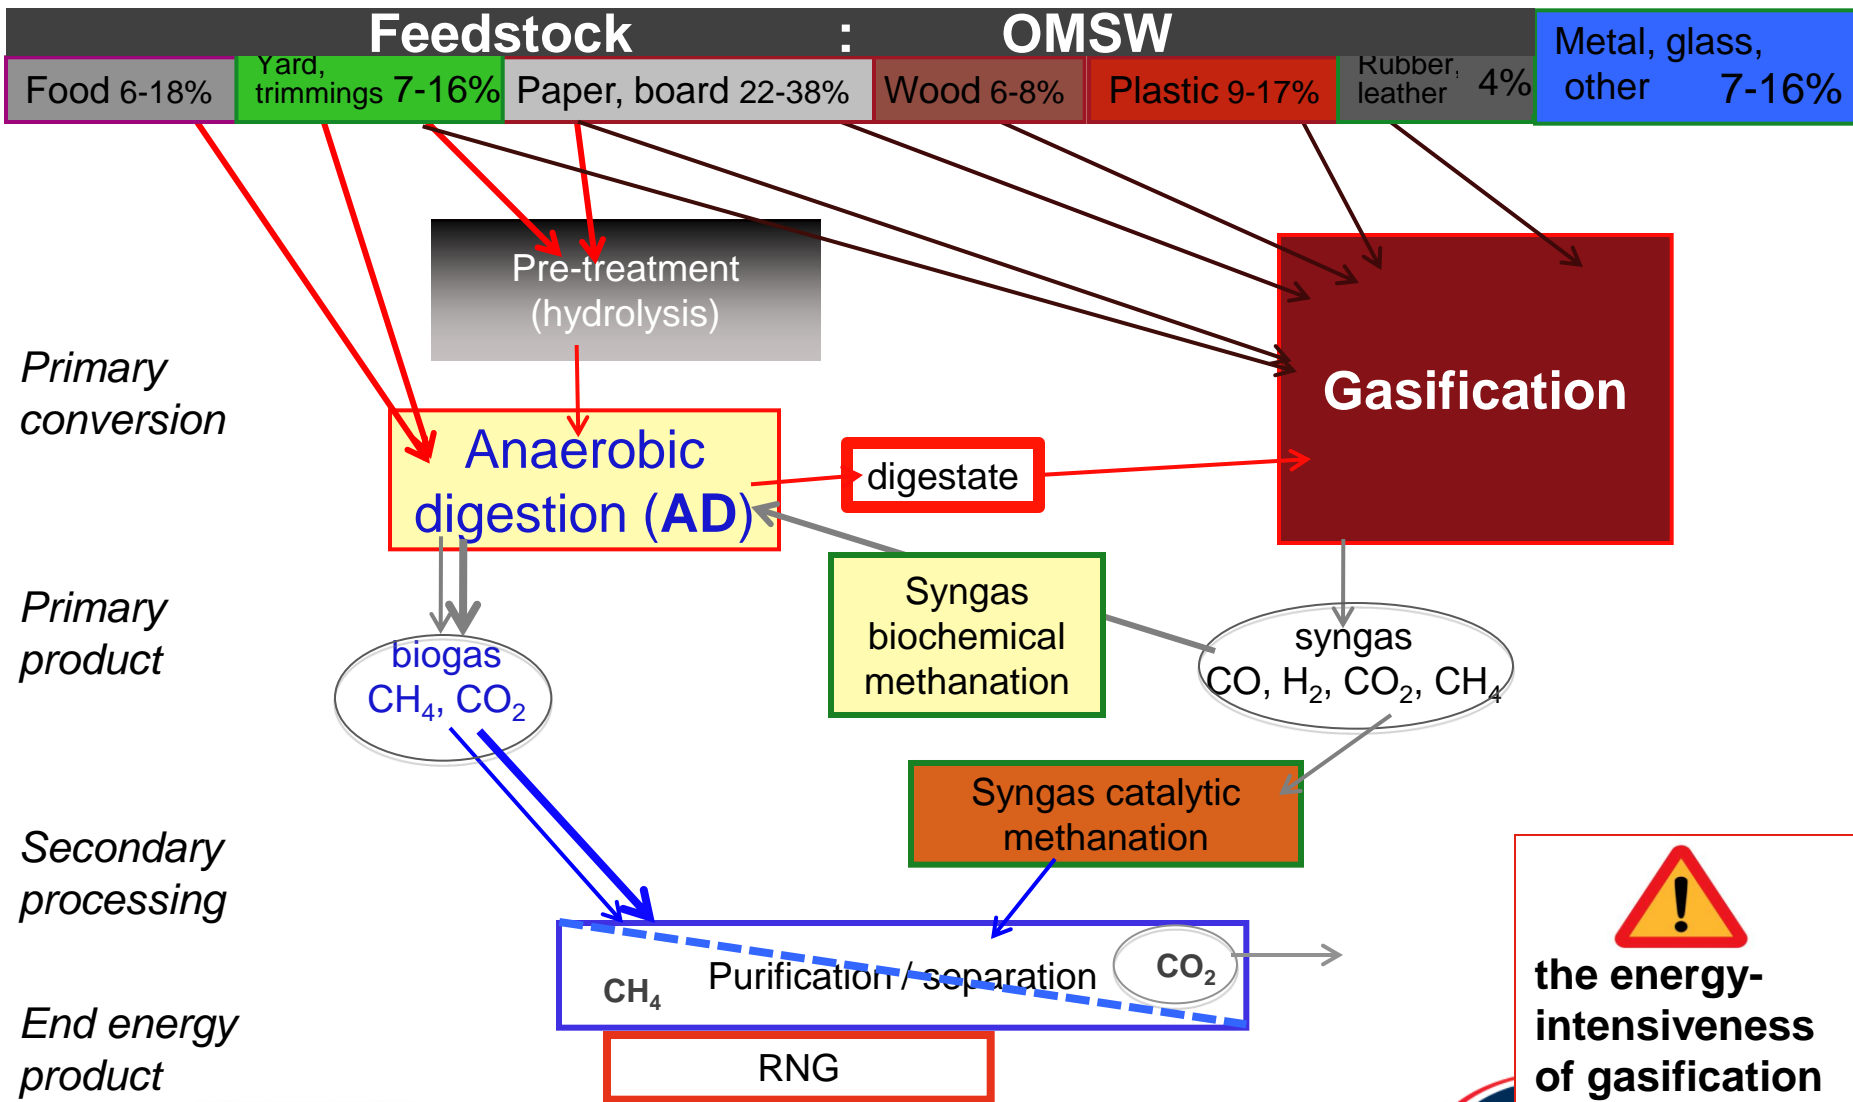 Feedstock : OMSW
Food 6-18%
Yard,
trimmings 7-16%
Paper, board 22-38%
Wood 6-8%
Plastic 9-17%
Rubber,
leather 4%
Metal, glass,
other 7-16%
Pre-treatment
(hydrolysis)
Primary
conversion
Anaerobic
digestion (AD)
digestate
Gasification
Primary
product
biogas
CH₄, CO₂
Syngas
biochemical
methanation
syngas
CO, H₂, CO₂, CH₄
Secondary
processing
Syngas catalytic
methanation
CH₄
Purification / separation
CO₂
End energy
product
RNG
the energy-
intensiveness
of gasification